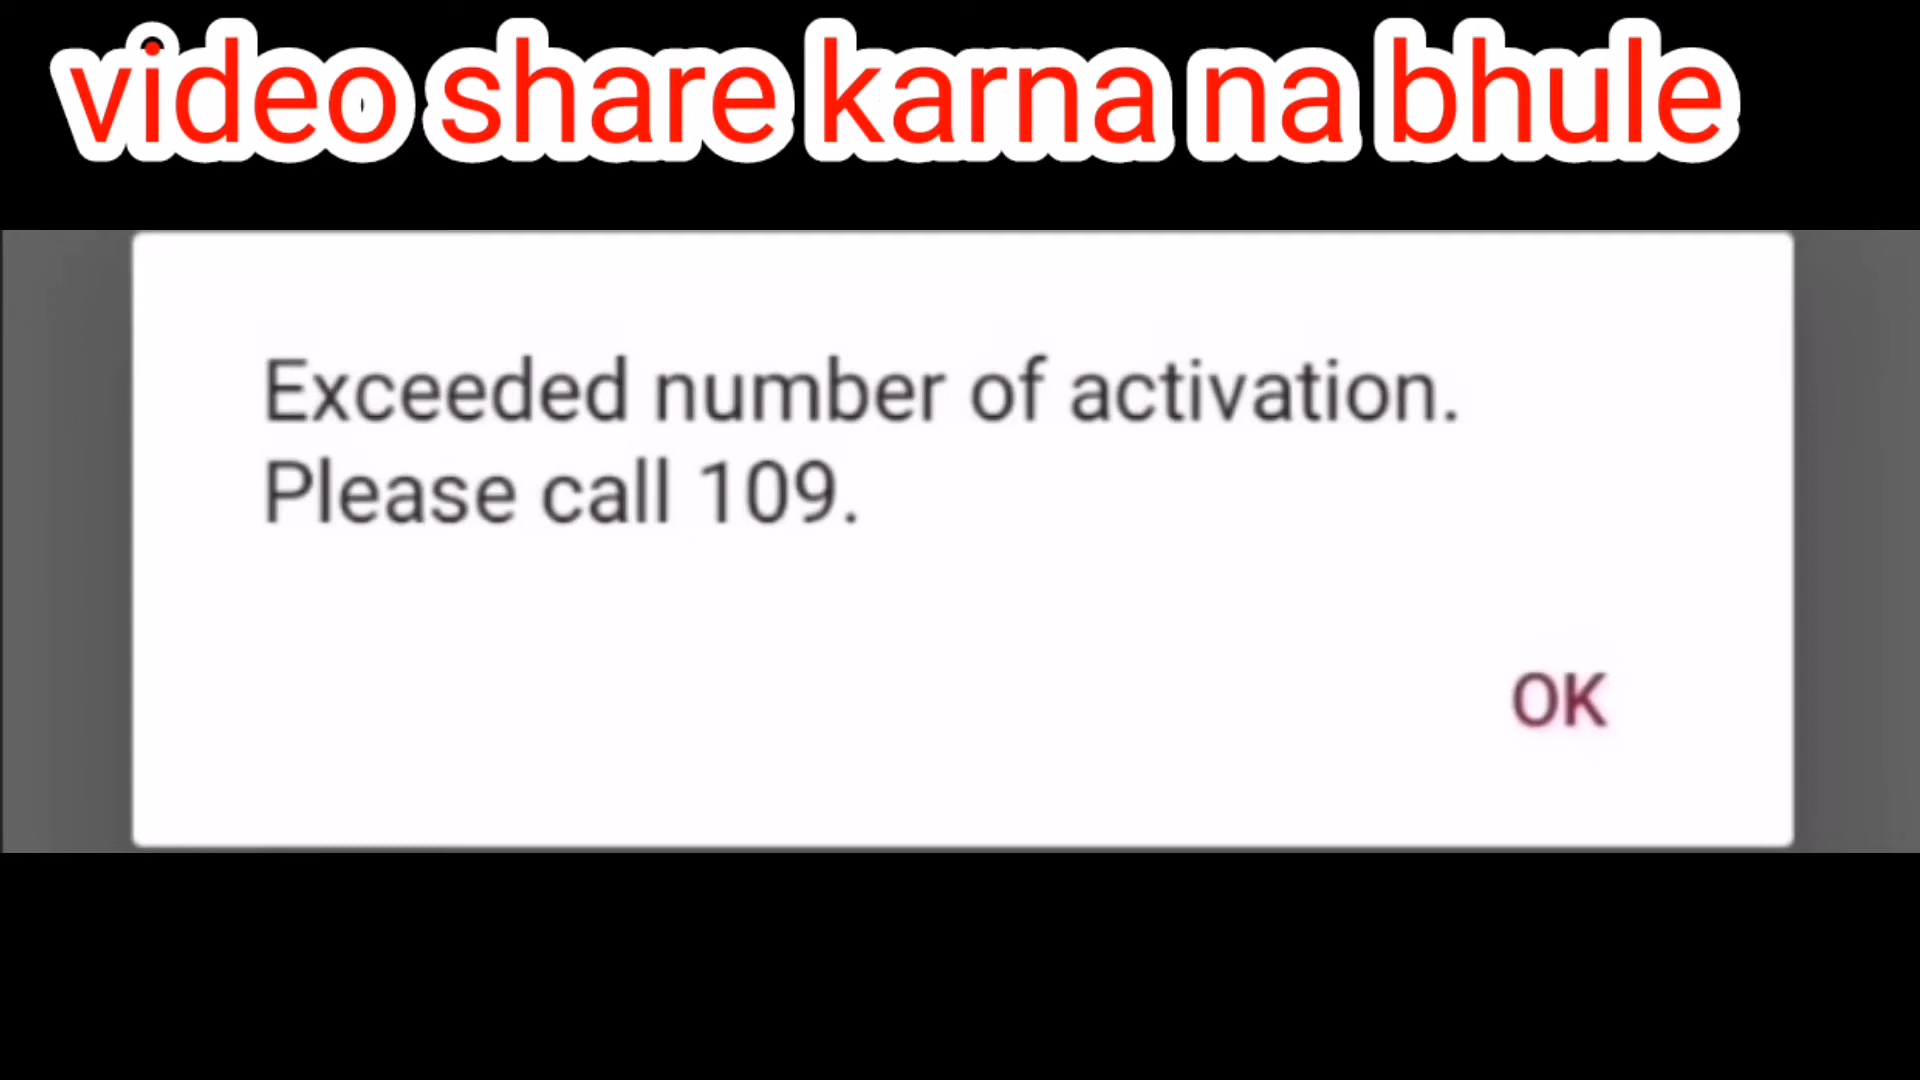 video share karna na bhule
Exceeded number of activation.
Please call 109.
OK